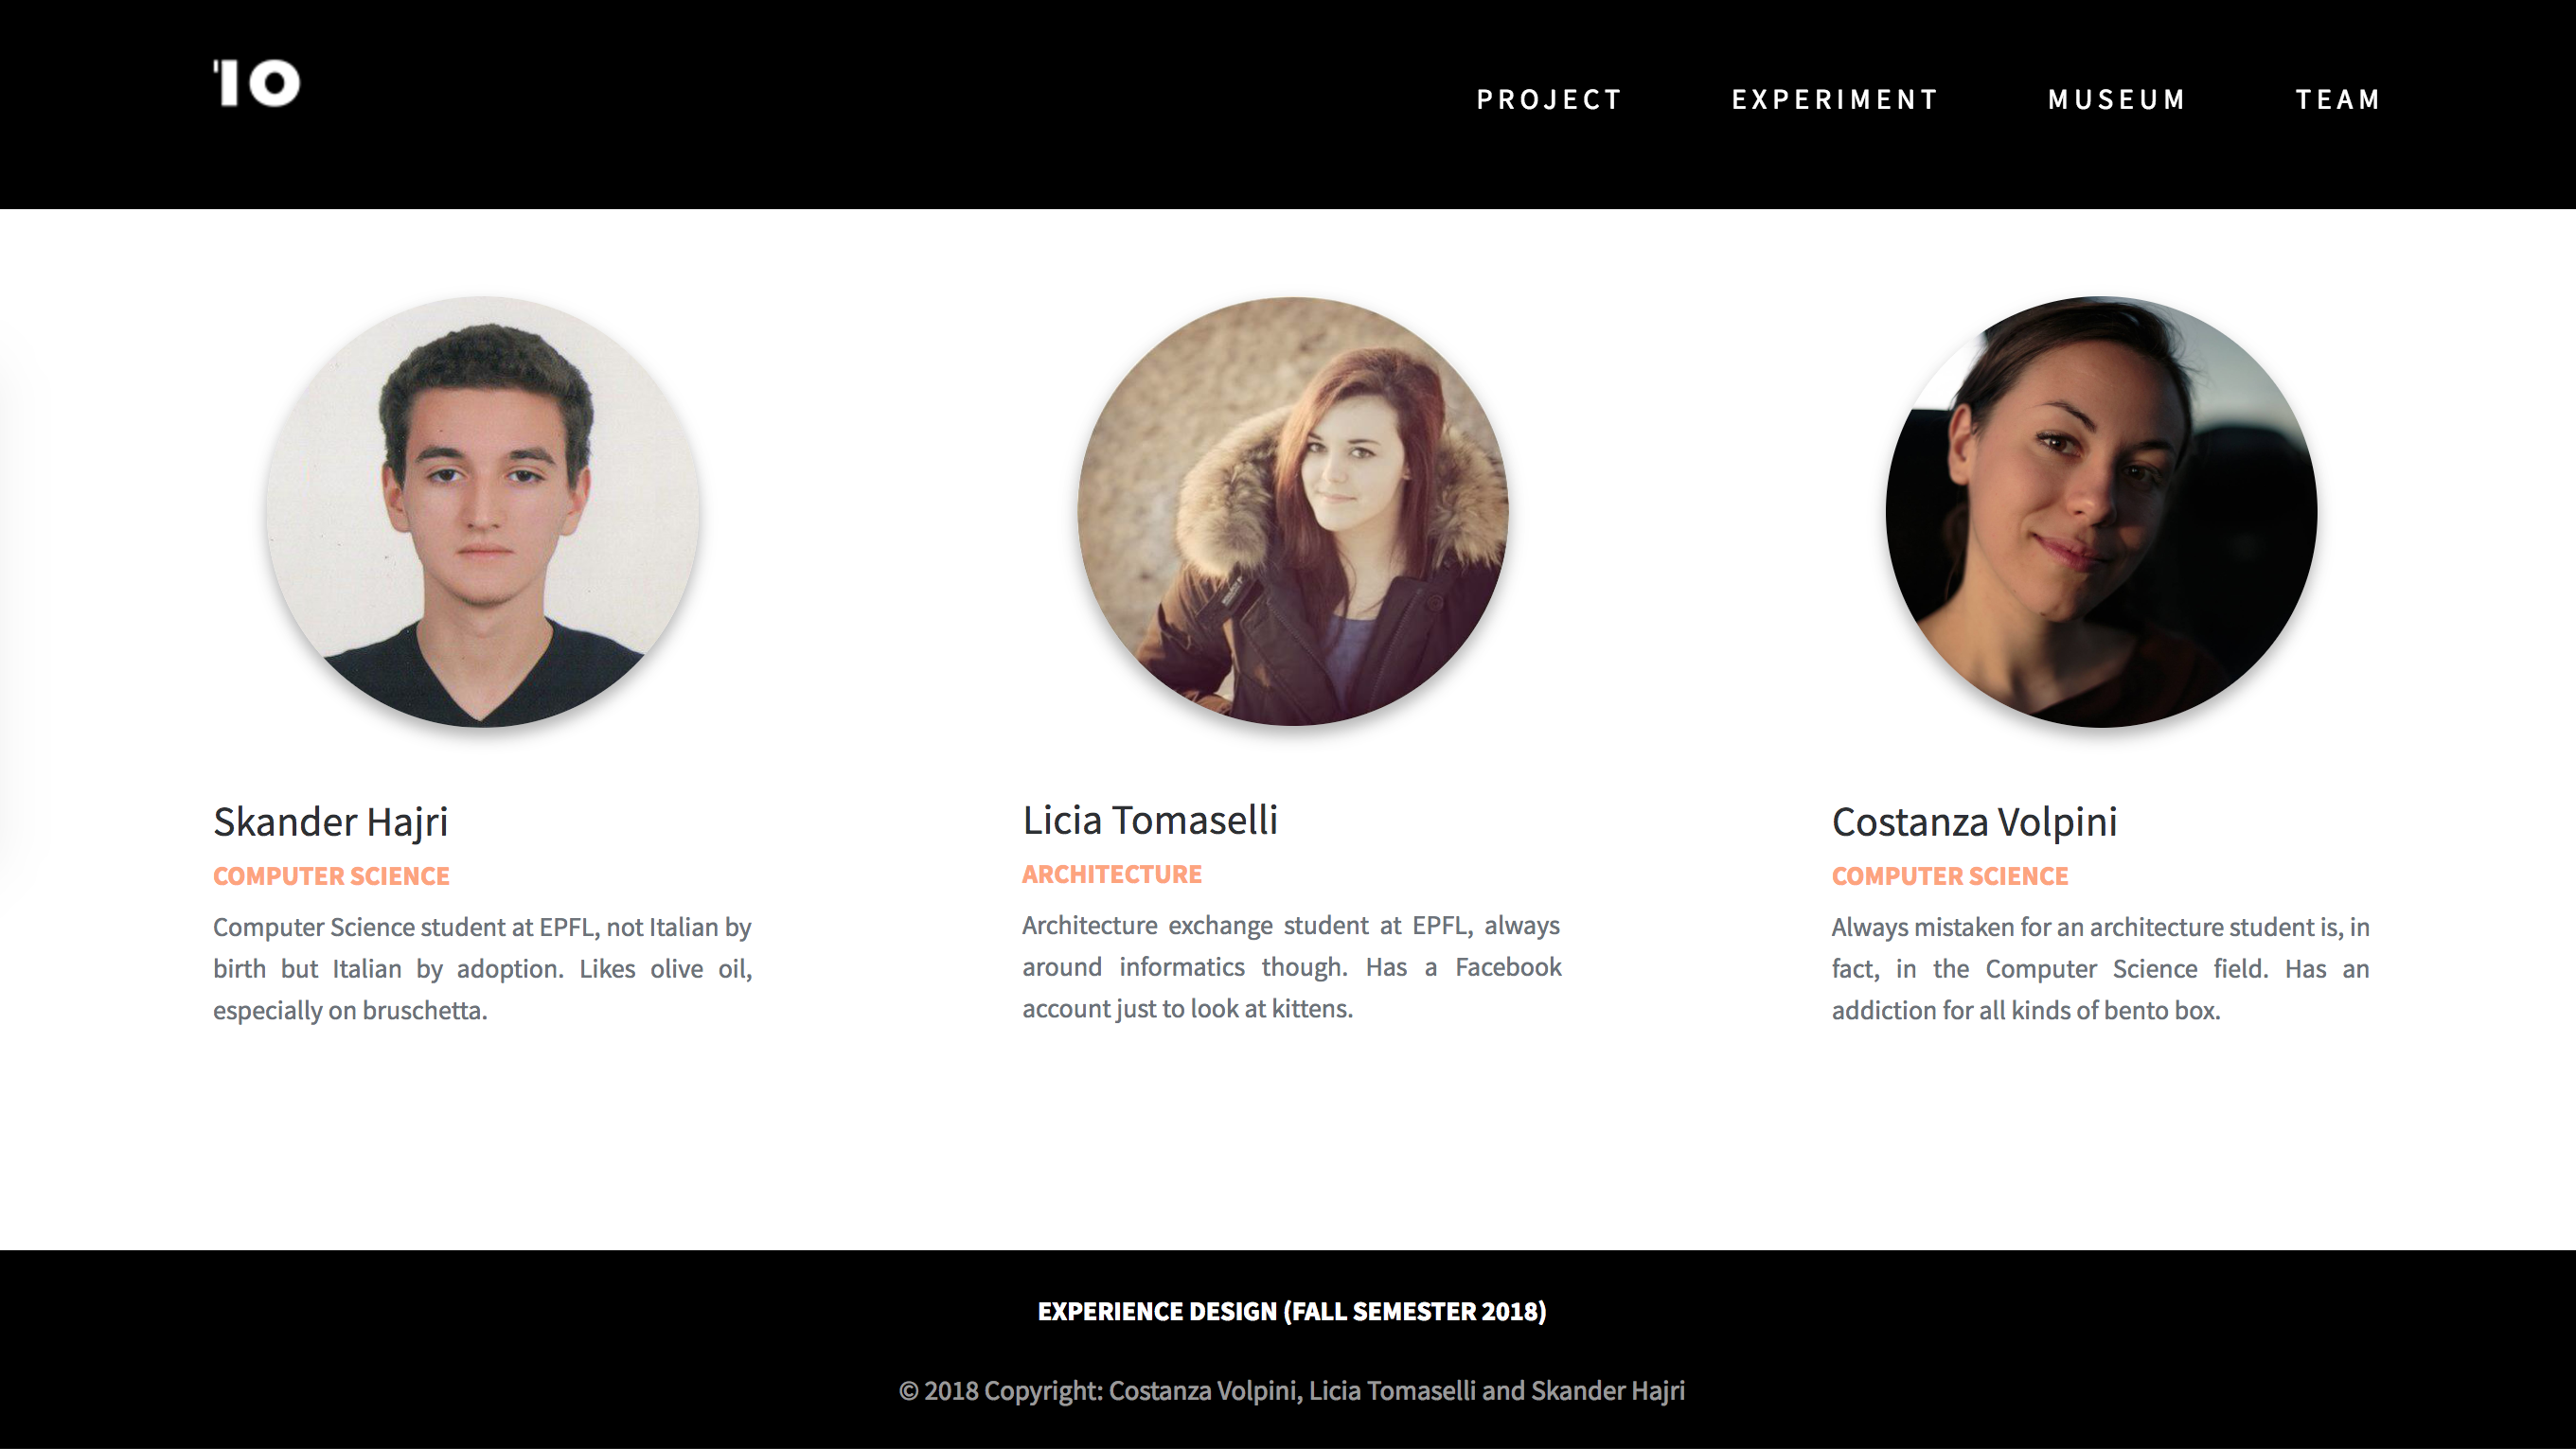 '10
PROJECT EXPERIMENT MUSEUM TEAM
Skander Hajri
COMPUTER SCIENCE
Computer Science student at EPFL, not Italian by
birth but Italian by adoption. Likes olive oil,
especially on bruschetta.
Licia Tomaselli
ARCHITECTURE
Architecture exchange student at EPFL, always
around informatics though. Has a Facebook
account just to look at kittens.
Costanza Volpini
COMPUTER SCIENCE
Always mistaken for an architecture student is, in
fact, in the Computer Science field. Has an
addiction for all kinds of bento box.
EXPERIENCE DESIGN (FALL SEMESTER 2018)
© 2018 Copyright: Costanza Volpini, Licia Tomaselli and Skander Hajri